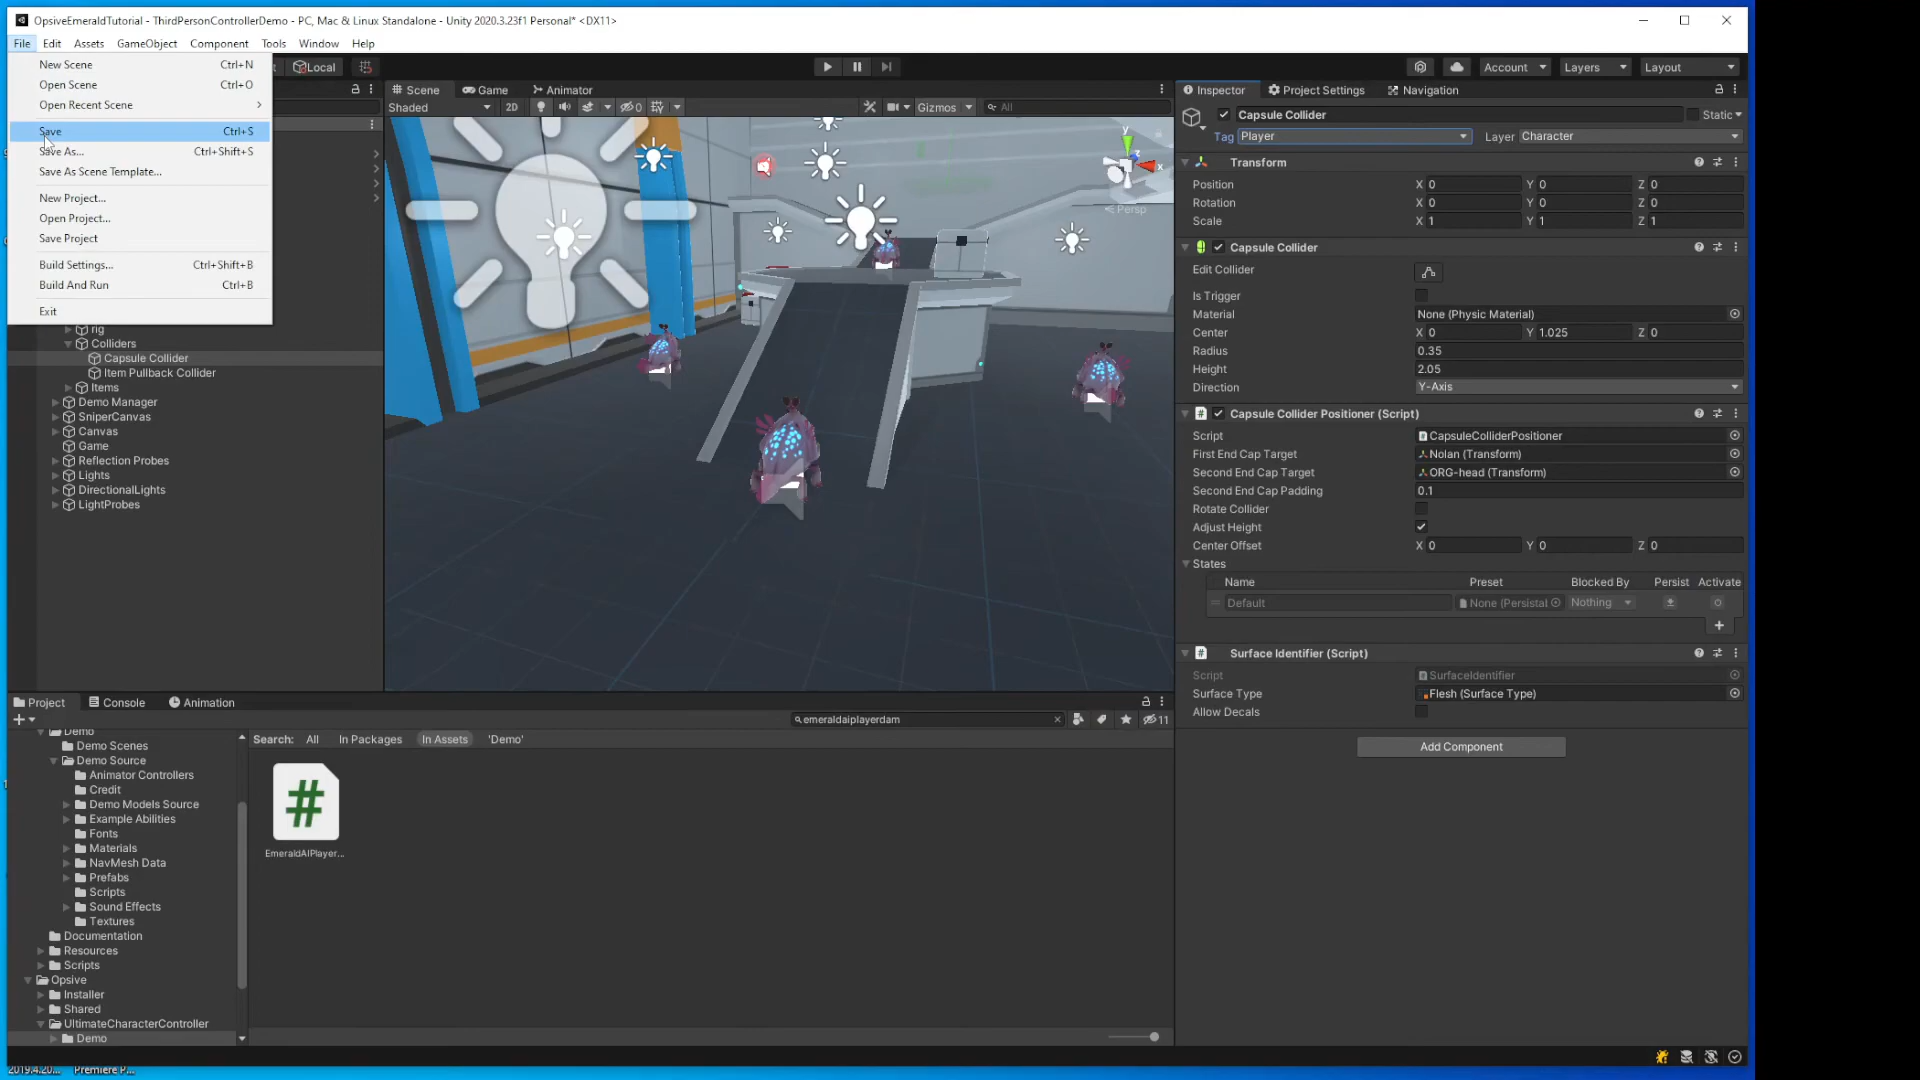 OpsiveEmeraldTutorial - ThirdPersonControllerDemo - PC, Mac & Linux Standalone - Unity 2020.3.23f1 Personal* <DX11>
File Edit Assets GameObject Component Tools Window Help
New Scene Ctrl+N
Open Scene Ctrl+O
Open Recent Scene
Save Ctrl+S
Save As... Ctrl+Shift+S
Save As Scene Template...
New Project...
Open Project...
Save Project
Build Settings... Ctrl+Shift+B
Build And Run Ctrl+B
Exit
Local
Account Layers Layout
Scene Game Animator
Shaded 2D 0 Gizmos All
y
x
z
Persp
rig
Colliders
Capsule Collider
Item Pullback Collider
Items
Demo Manager
SniperCanvas
Canvas
Game
Reflection Probes
Lights
DirectionalLights
LightProbes
Inspector Project Settings Navigation
Capsule Collider Static
Tag Player Layer Character
Transform
Position X 0 Y 0 Z 0
Rotation X 0 Y 0 Z 0
Scale X 1 Y 1 Z 1
Capsule Collider
Edit Collider
Is Trigger
Material None (Physic Material)
Center X 0 Y 1.025 Z 0
Radius 0.35
Height 2.05
Direction Y-Axis
Capsule Collider Positioner (Script)
Script CapsuleColliderPositioner
First End Cap Target Nolan (Transform)
Second End Cap Target ORG-head (Transform)
Second End Cap Padding 0.1
Rotate Collider
Adjust Height
Center Offset X 0 Y 0 Z 0
States
Name Preset Blocked By Persist Activate
Default None (Persistal Nothing
Surface Identifier (Script)
Script SurfaceIdentifier
Surface Type Flesh (Surface Type)
Allow Decals
Add Component
Project Console Animation
emeraldaiplayerdam 11
Search: All In Packages In Assets 'Demo'
EmeraldAIPlayer...
Demo
Demo Scenes
Demo Source
Animator Controllers
Credit
Demo Models Source
Example Abilities
Fonts
Materials
NavMesh Data
Prefabs
Scripts
Sound Effects
Textures
Documentation
Resources
Scripts
Opsive
Installer
Shared
UltimateCharacterController
Demo
2019.4.20... Premiere P...